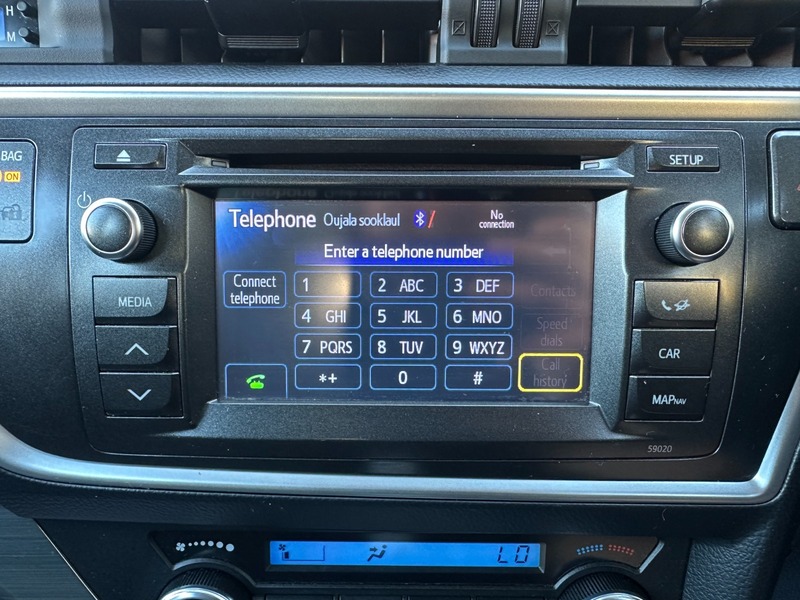 H
M
BAG
ON
SETUP
Telephone Oujala sooklaul No connection
Enter a telephone number
Connect telephone
1
2 ABC
3 DEF
Contacts
4 GHI
5 JKL
6 MNO
Speed dials
7 PQRS
8 TUV
9 WXYZ
Call history
*+
0
#
MEDIA
CAR
MAP NAV
59020
LO